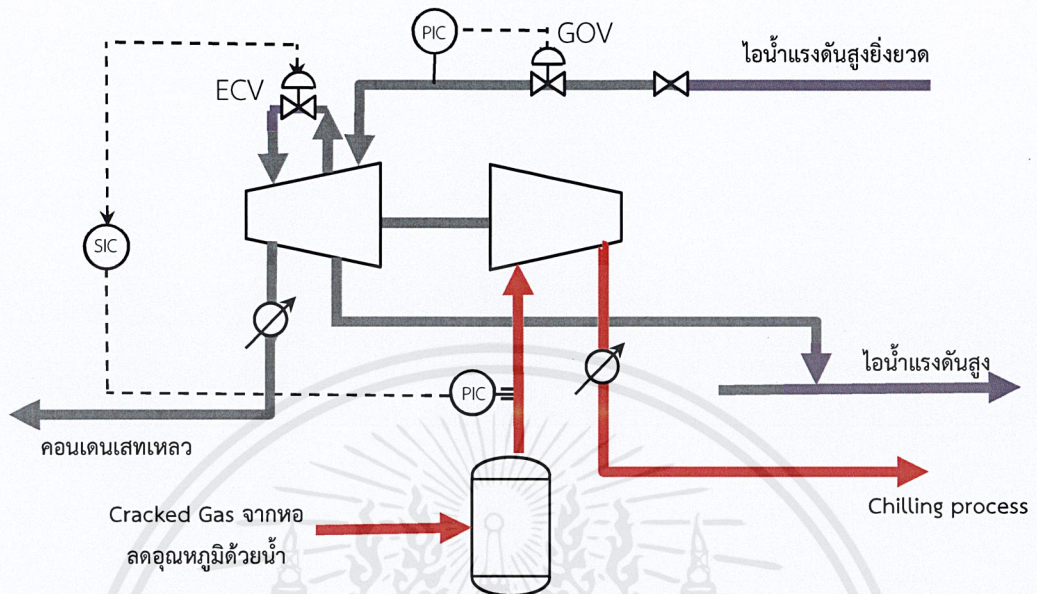 PIC
GOV
ไอน้ำแรงดันสูงยิ่งยวด
ECV
SIC
PIC
ไอน้ำแรงดันสูง
คอนเดนเสทเหลว
Chilling process
Cracked Gas จากหอ
ลดอุณหภูมิด้วยน้ำ